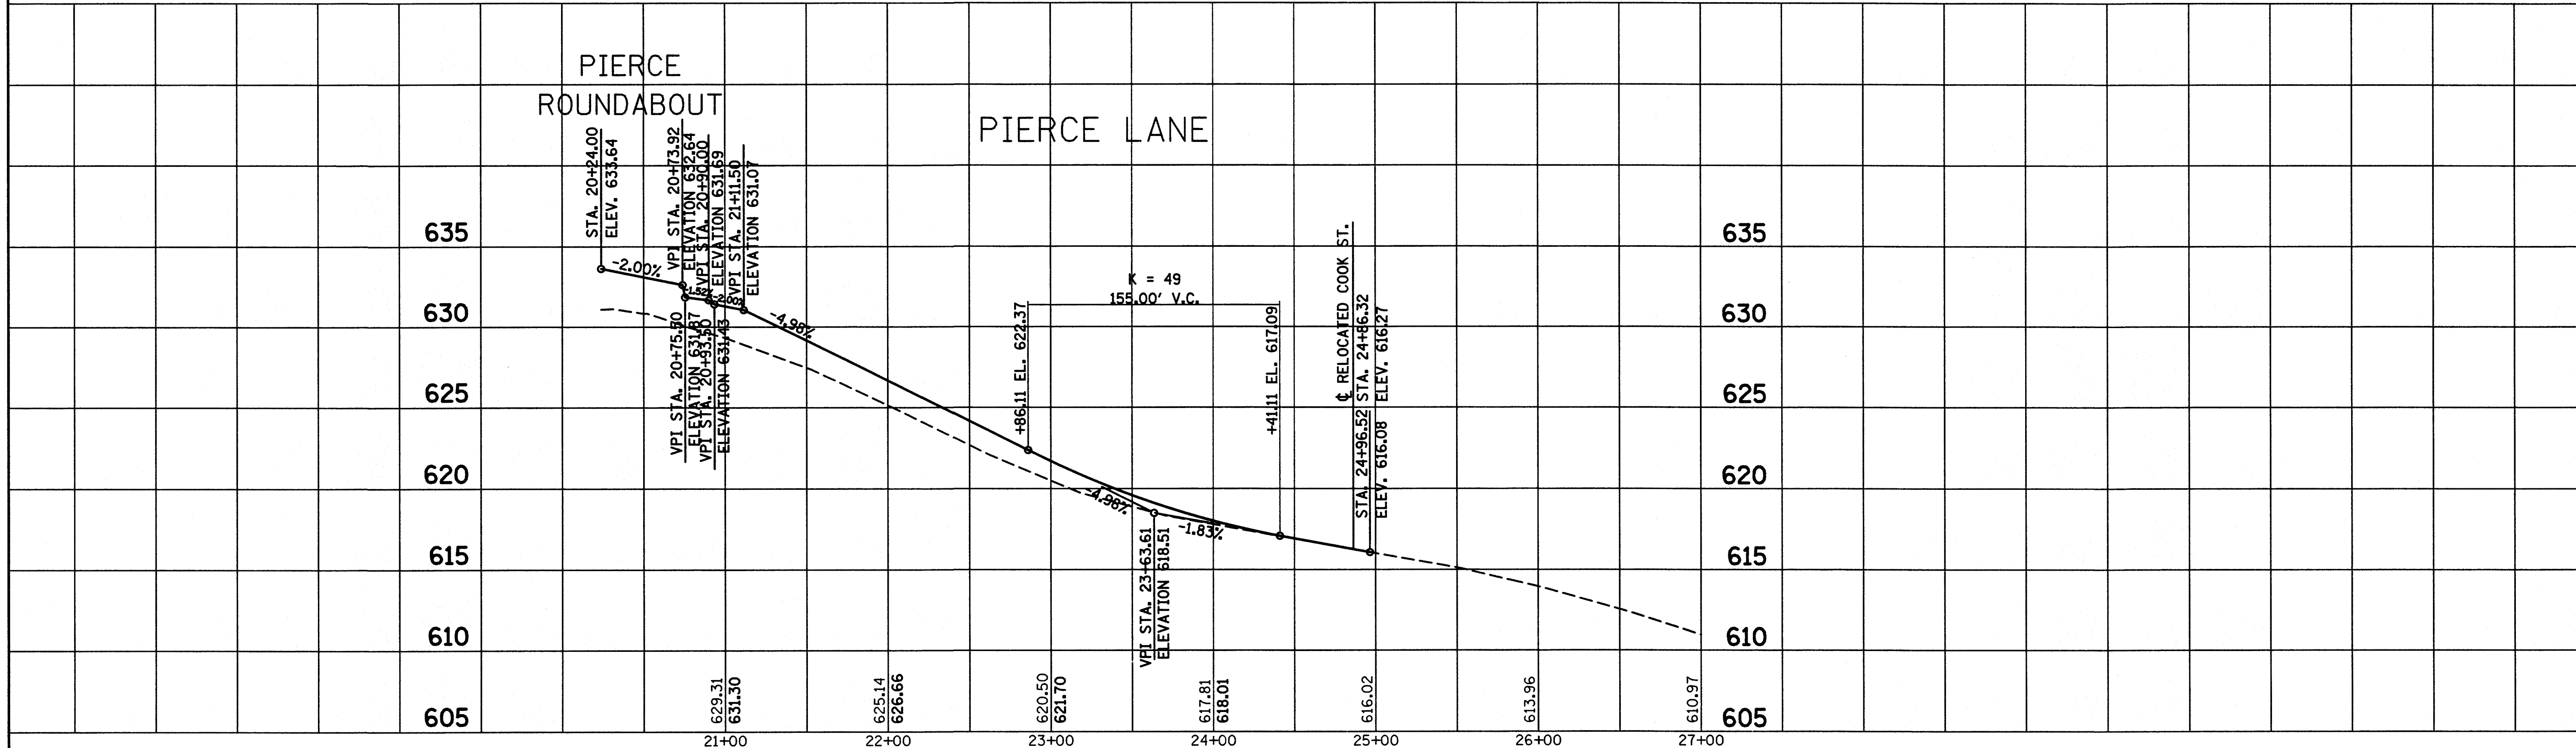 PIERCE
ROUNDABOUT
PIERCE LANE
STA. 20+24.00
ELEV. 633.64
VPI STA. 20+73.92
ELEVATION 632.64
VPI STA. 20+90.00
ELEVATION 631.69
VPI STA. 21+11.50
ELEVATION 631.07
-2.00%
-1.52%
-2.00%
-4.98%
VPI STA. 20+75.50
ELEVATION 631.87
VPI STA. 20+93.50
ELEVATION 631.43
K = 49
155.00' V.C.
+86.11 EL. 622.37
+41.11 EL. 617.09
-4.98%
-1.83%
VPI STA. 23+63.61
ELEVATION 618.51
℄ RELOCATED COOK ST.
STA. 24+86.32
ELEV. 616.27
STA. 24+96.52
ELEV. 616.08
635
630
625
620
615
610
605
635
630
625
620
615
610
605
629.31
631.30
625.14
626.66
620.50
621.70
617.81
618.01
616.02
613.96
610.97
21+00
22+00
23+00
24+00
25+00
26+00
27+00